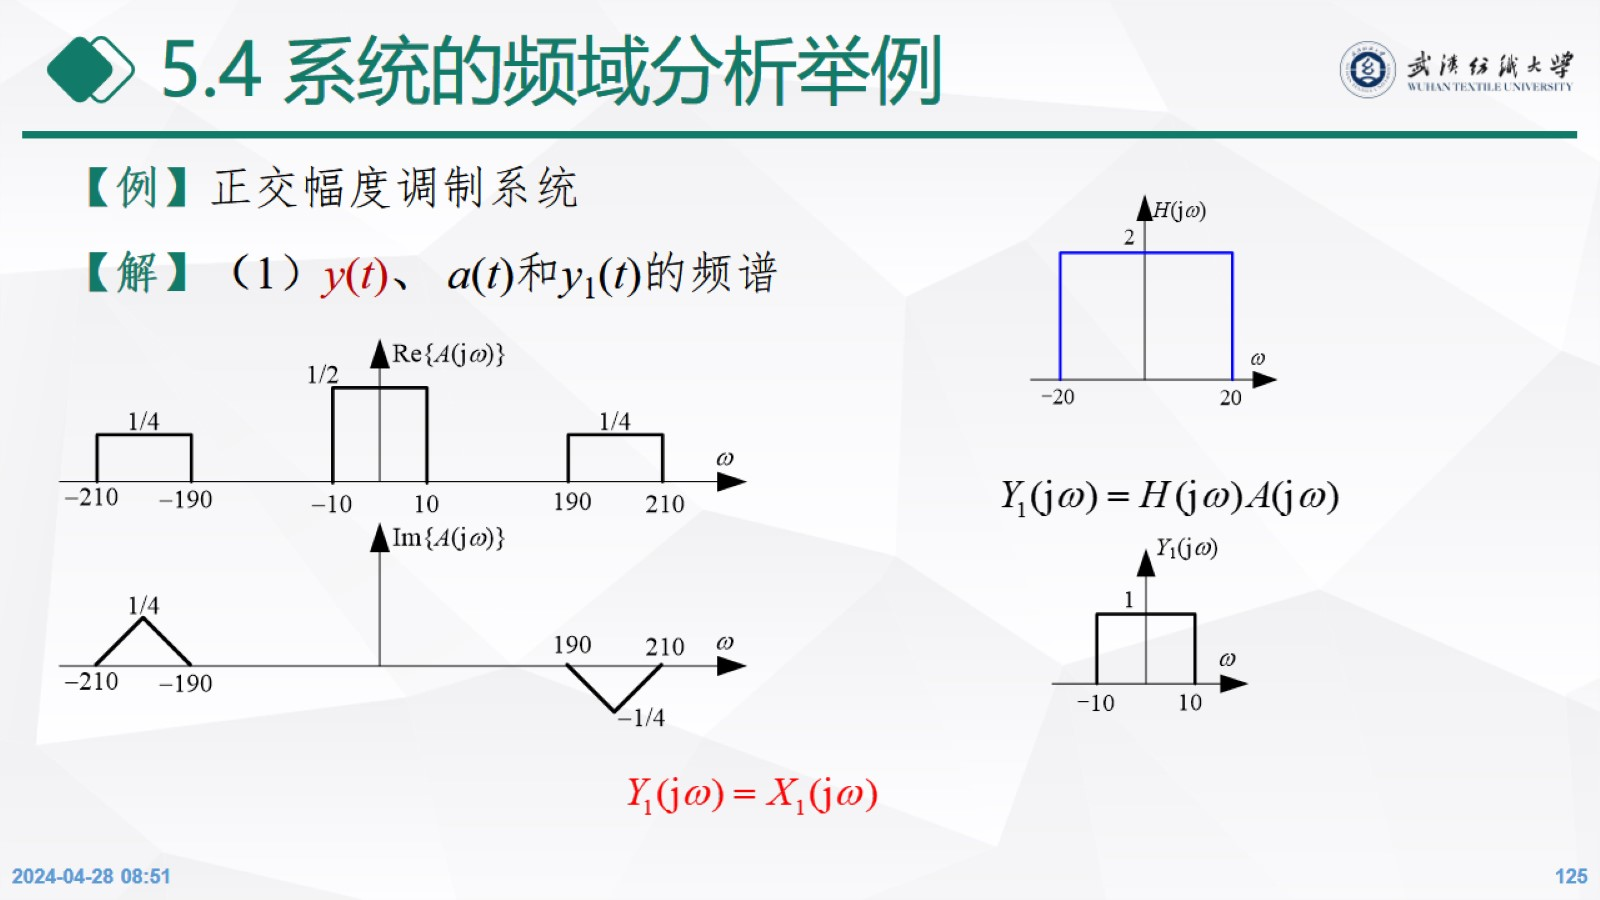 5.4 系统的频域分析举例
武汉纺织大学
WUHAN TEXTILE UNIVERSITY
【例】正交幅度调制系统
【解】（1）y(t)、 a(t)和y₁(t)的频谱
H(jω)
2
ω
−20 20
Re{A(jω)}
1/2
1/4 1/4
ω
−210 −190 −10 10 190 210
Im{A(jω)}
1/4
190 210 ω
−210 −190
−1/4
Y₁(jω) = H(jω)A(jω)
Y₁(jω)
1
ω
−10 10
Y₁(jω) = X₁(jω)
2024-04-28 08:51
125